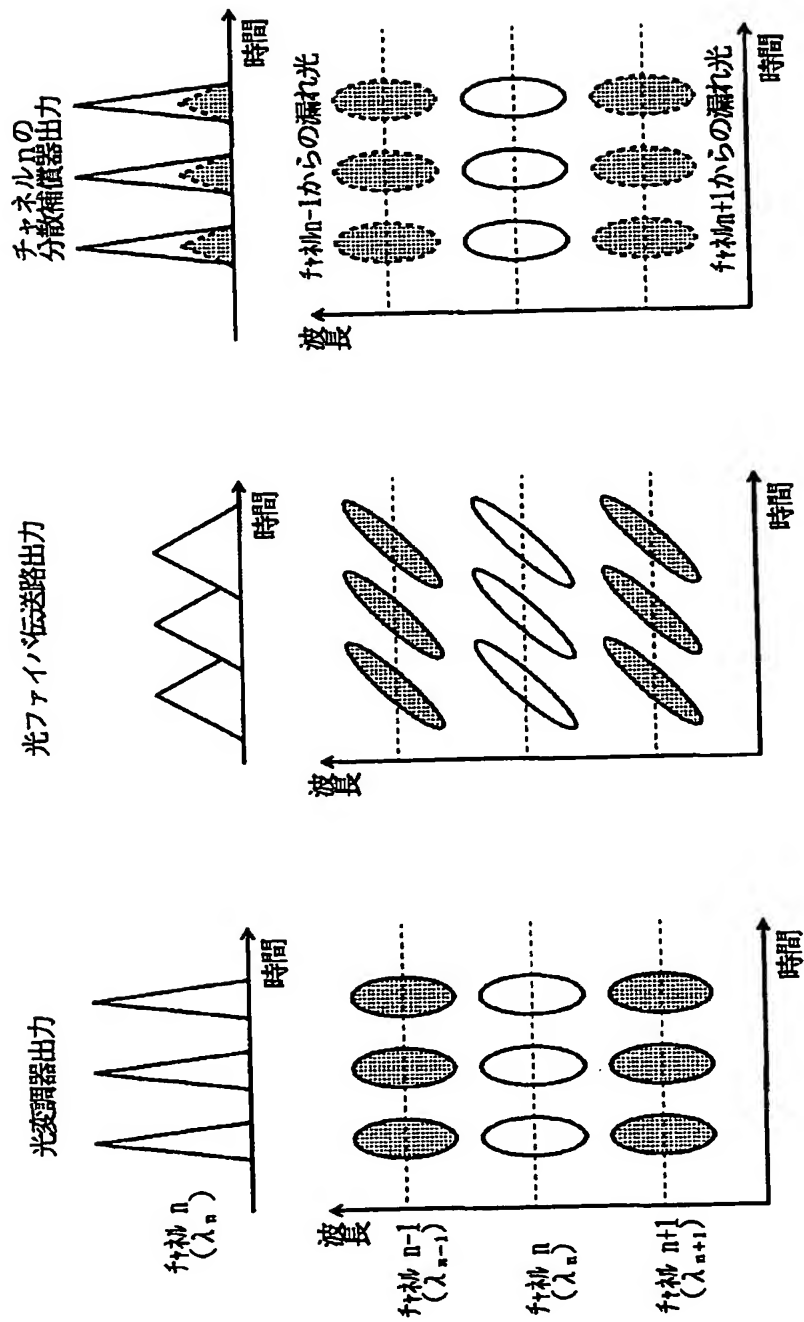 光変調器出力
チャネル n
(λn)
時間
波長
チャネル n-1
(λn-1)
チャネル n
(λn)
チャネル n+1
(λn+1)
時間
光ファイバ伝送路出力
時間
波長
時間
チャネル nの
分散補償器出力
時間
波長
チャネルn-1からの漏れ光
チャネルn+1からの漏れ光
時間